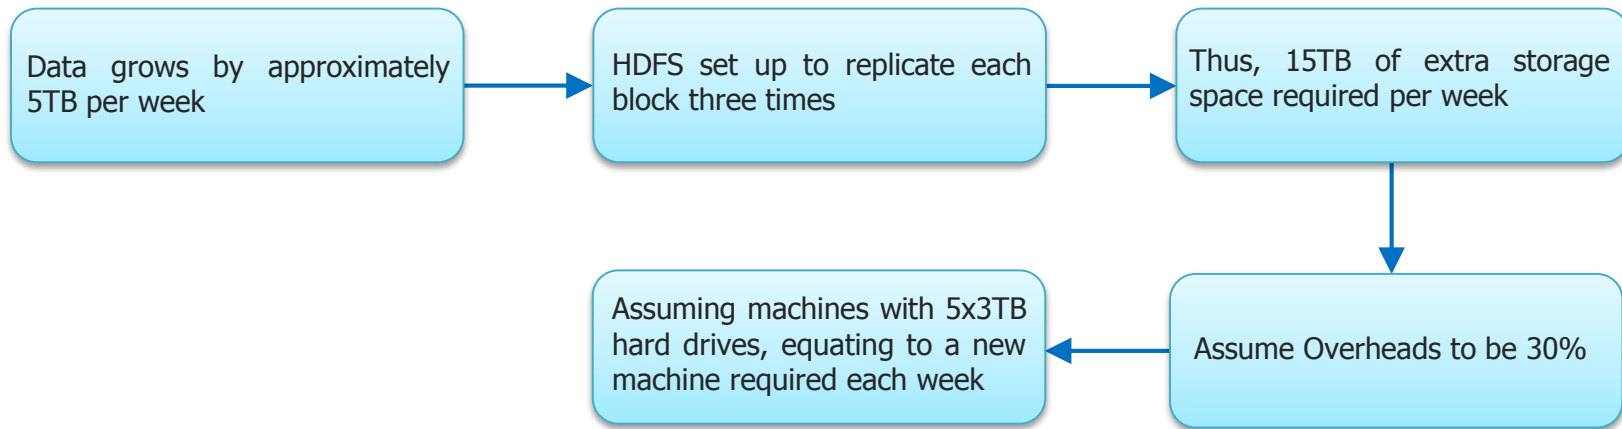 Data grows by approximately
5TB per week
HDFS set up to replicate each
block three times
Thus, 15TB of extra storage
space required per week
Assume Overheads to be 30%
Assuming machines with 5x3TB
hard drives, equating to a new
machine required each week